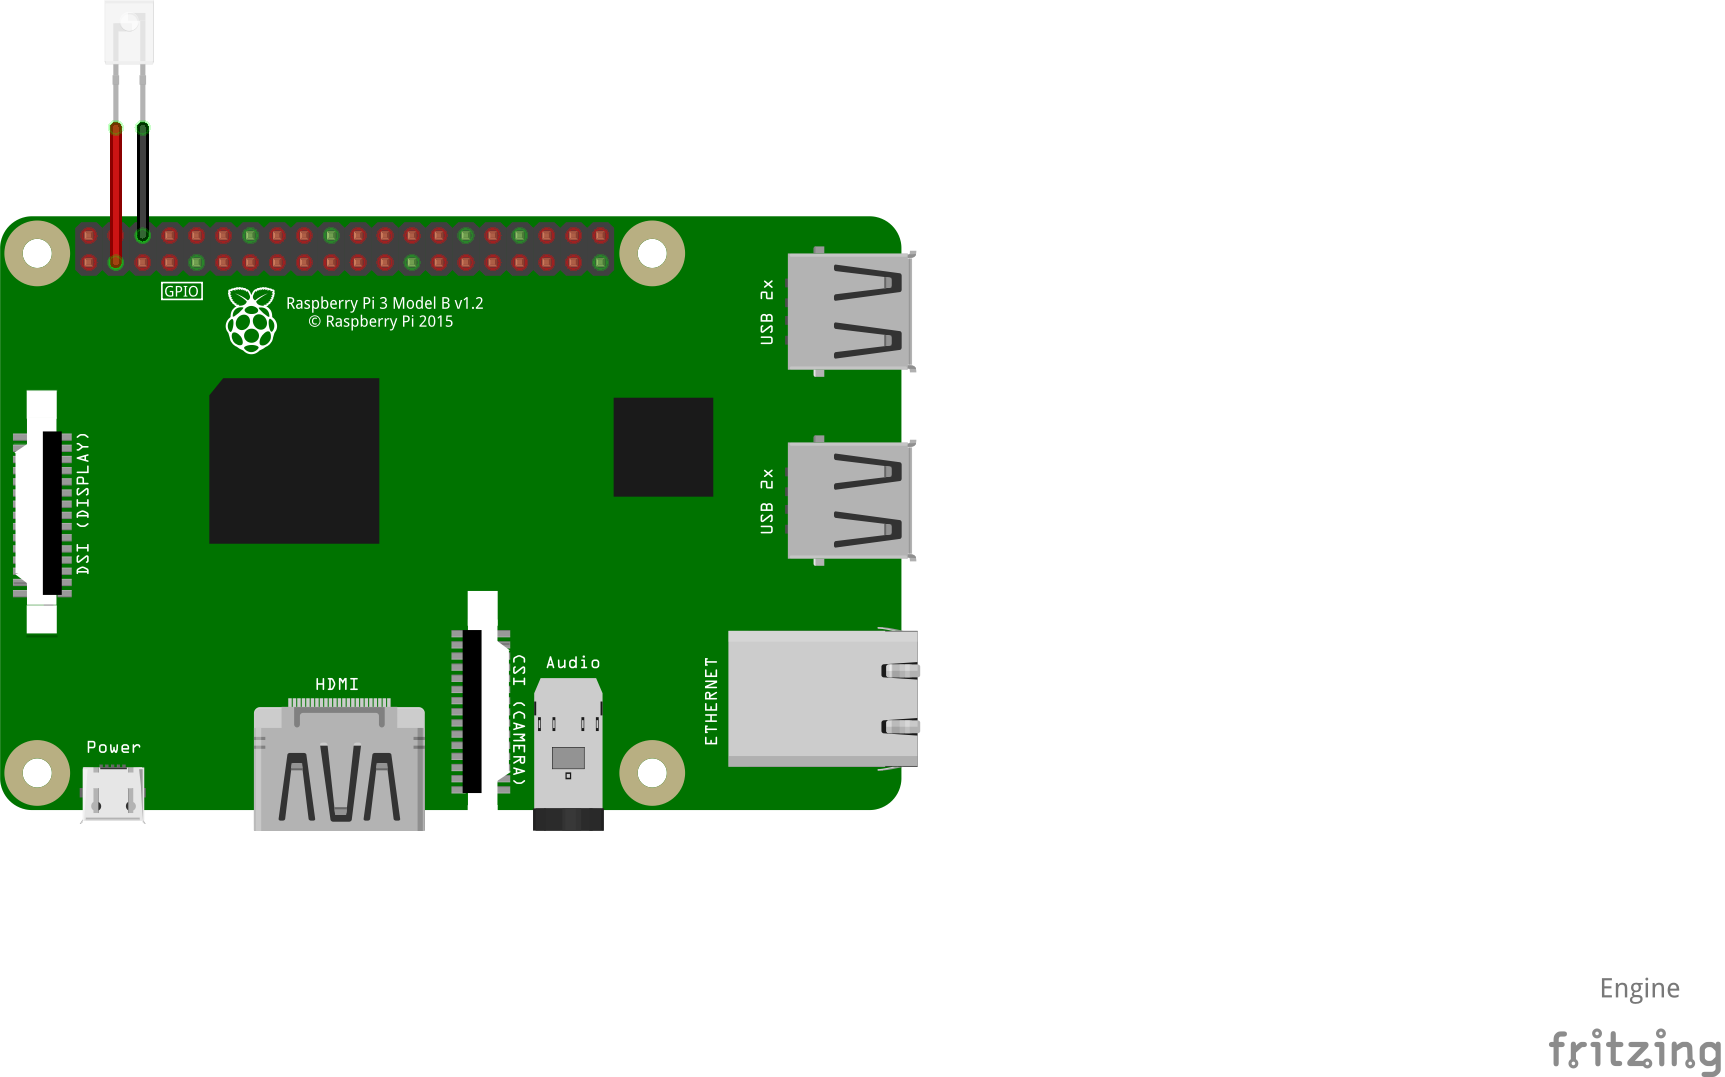 GPIO
Raspberry Pi 3 Model B v1.2
© Raspberry Pi 2015
USB 2x
DSI (DISPLAY)
USB 2x
CSI (CAMERA)
Audio
ETHERNET
HDMI
Power
Engine
fritzing